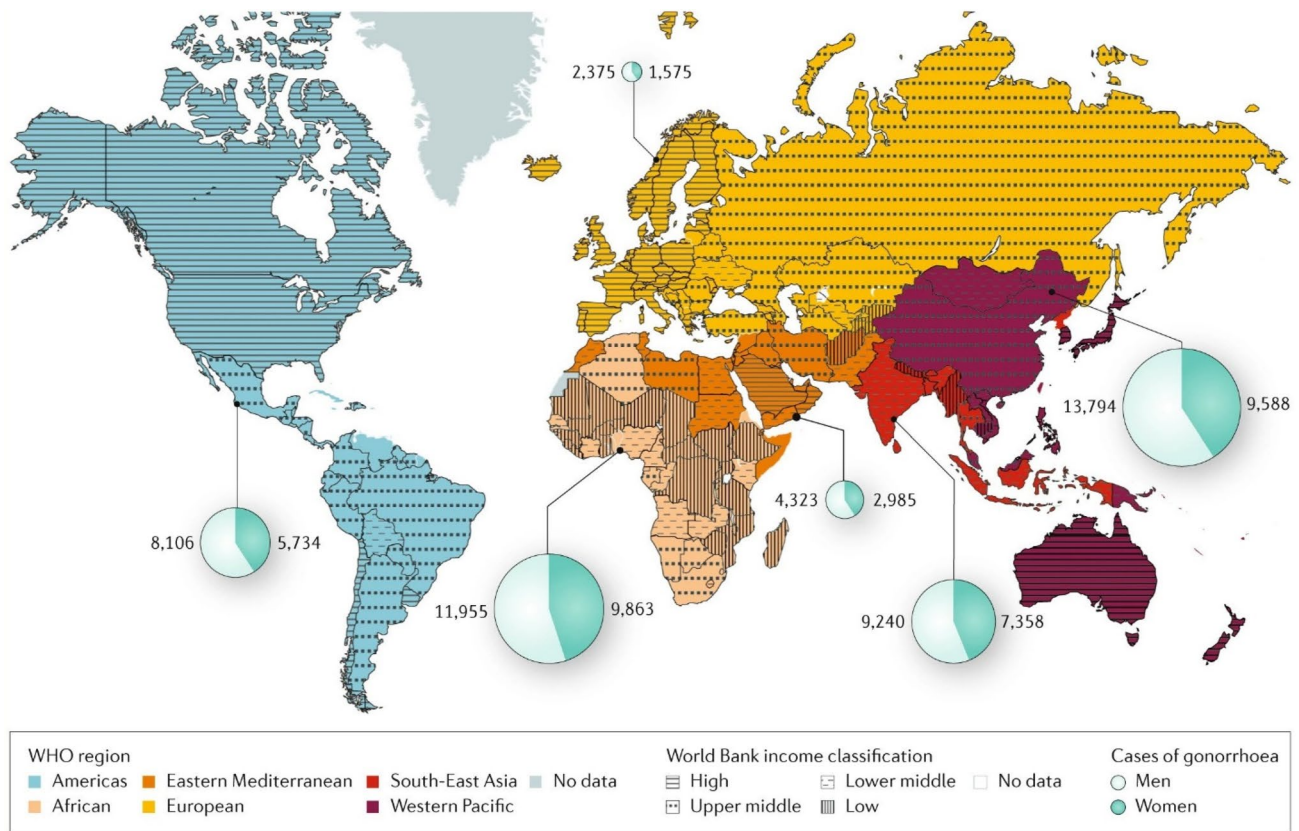 2,375 1,575
13,794 9,588
4,323 2,985
8,106 5,734
11,955 9,863
9,240 7,358
WHO region
Americas Eastern Mediterranean South-East Asia No data
African European Western Pacific
World Bank income classification
High Lower middle No data
Upper middle Low
Cases of gonorrhoea
Men
Women